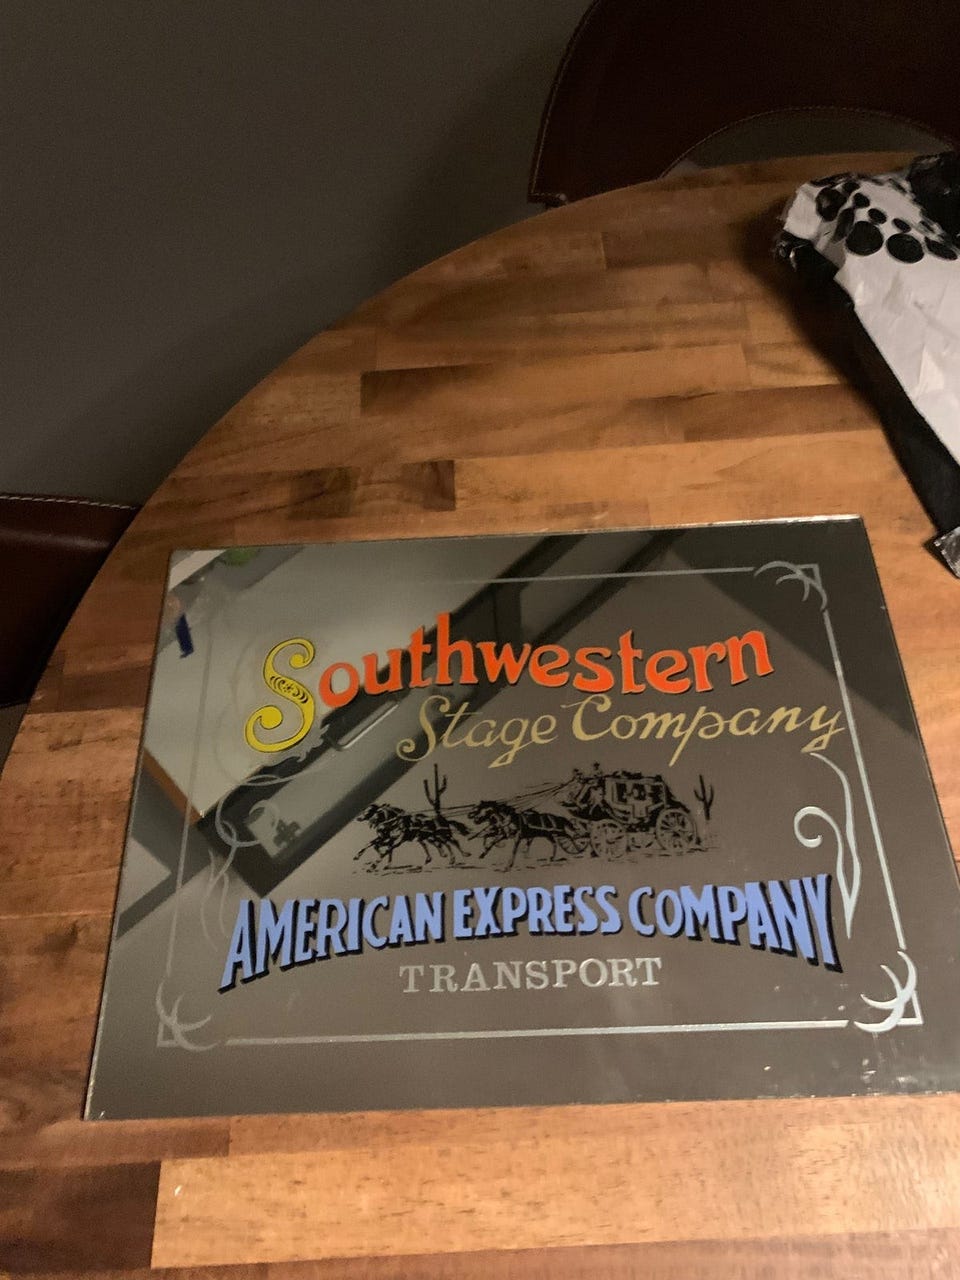 Southwestern
Stage Company
AMERICAN EXPRESS COMPANY
TRANSPORT